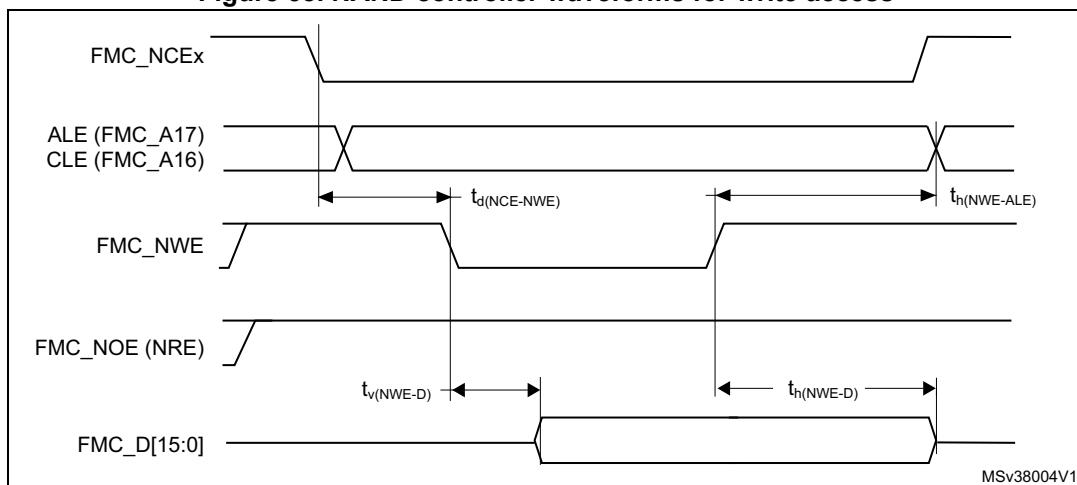 FMC_NCEx
ALE (FMC_A17)
CLE (FMC_A16)
td(NCE-NWE)
th(NWE-ALE)
FMC_NWE
FMC_NOE (NRE)
tv(NWE-D)
th(NWE-D)
FMC_D[15:0]
MSv38004V1